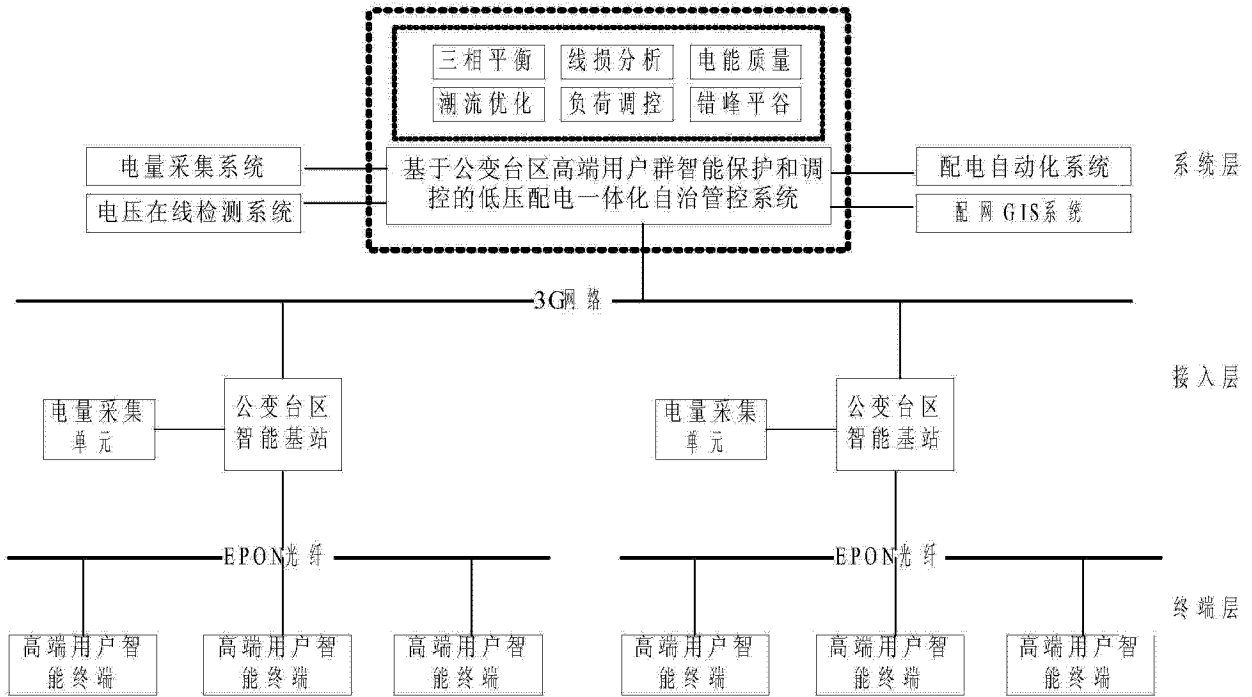 三相平衡 线损分析 电能质量
潮流优化 负荷调控 错峰平谷
电量采集系统
电压在线检测系统
基于公变台区高端用户群智能保护和调
控的低压配电一体化自治管控系统
配电自动化系统
配网GIS系统
系统层
3G网络
接入层
电量采集
单元
公变台区
智能基站
电量采集
单元
公变台区
智能基站
EPON光纤
EPON光纤
终端层
高端用户智
能终端
高端用户智
能终端
高端用户智
能终端
高端用户智
能终端
高端用户智
能终端
高端用户智
能终端